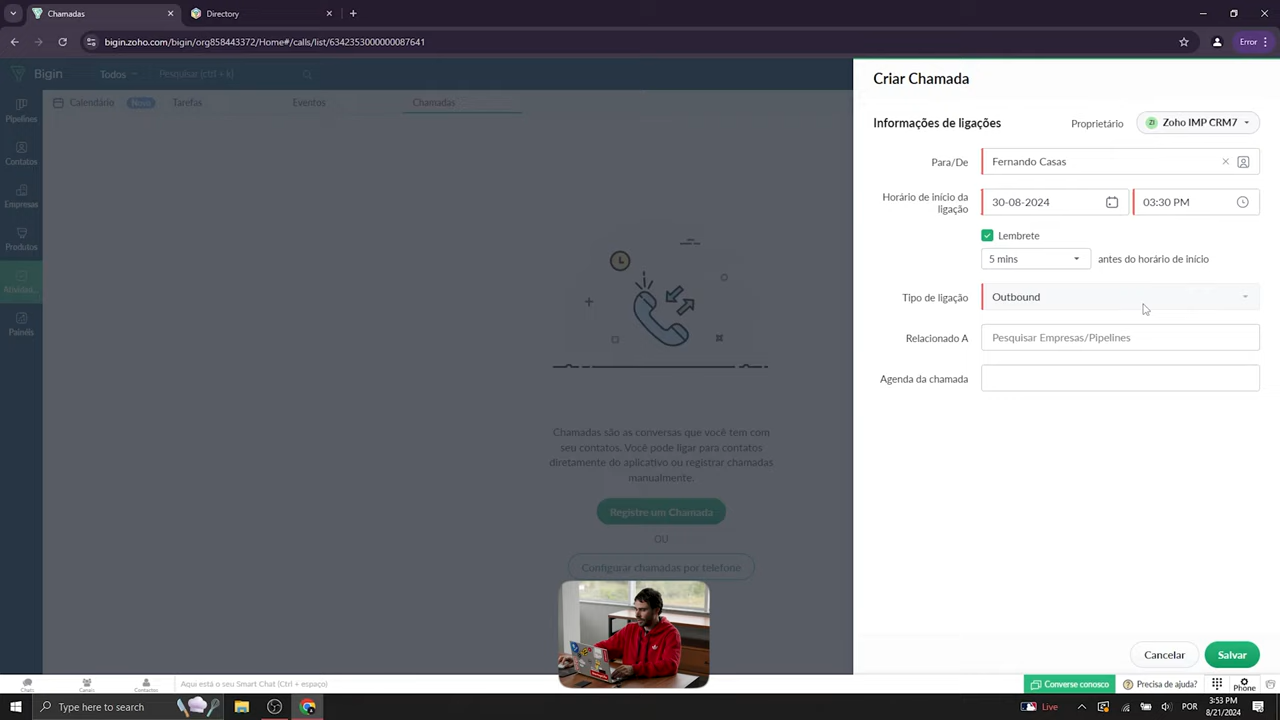 Chamadas
Directory
bigin.zoho.com/bigin/org858443372/Home#/calls/list/6342353000000087641
Error
Bigin
Todos
Pesquisar (ctrl + k)
Criar Chamada
Calendário
Novo
Tarefas
Eventos
Chamadas
Pipelines
Contatos
Empresas
Produtos
Painéis
Informações de ligações
Proprietário
ZI
Zoho IMP CRM7
Para/De
Fernando Casas
Horário de início da
ligação
30-08-2024
03:30 PM
Lembrete
5 mins
antes do horário de início
Tipo de ligação
Outbound
Relacionado A
Pesquisar Empresas/Pipelines
Agenda da chamada
Chamadas são as conversas que você tem com
seu contatos. Você pode ligar para contatos
diretamente do aplicativo ou registrar chamadas
manualmente.
Registre um Chamada
OU
Configurar chamadas por telefone
Cancelar
Salvar
Chats
Canais
Contactos
Aqui está o seu Smart Chat (Ctrl + espaço)
Converse conosco
Precisa de ajuda?
Phone
Type here to search
Live
POR
3:53 PM
8/21/2024